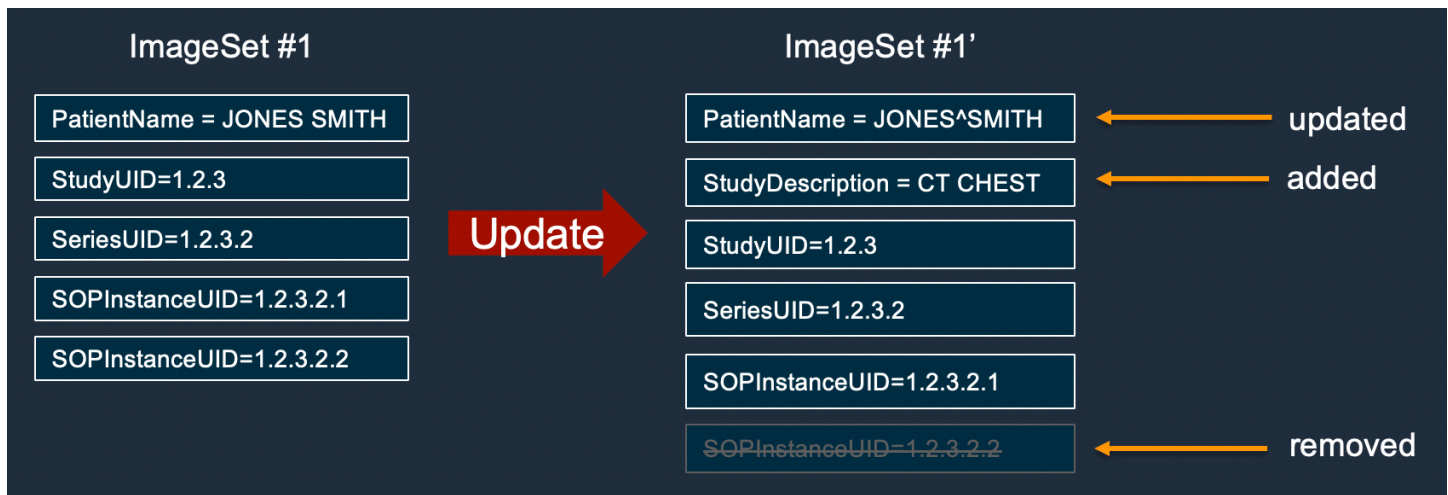 ImageSet #1
PatientName = JONES SMITH
StudyUID=1.2.3
SeriesUID=1.2.3.2
SOPInstanceUID=1.2.3.2.1
SOPInstanceUID=1.2.3.2.2
Update
ImageSet #1’
PatientName = JONES^SMITH
updated
StudyDescription = CT CHEST
added
StudyUID=1.2.3
SeriesUID=1.2.3.2
SOPInstanceUID=1.2.3.2.1
SOPInstanceUID=1.2.3.2.2
removed